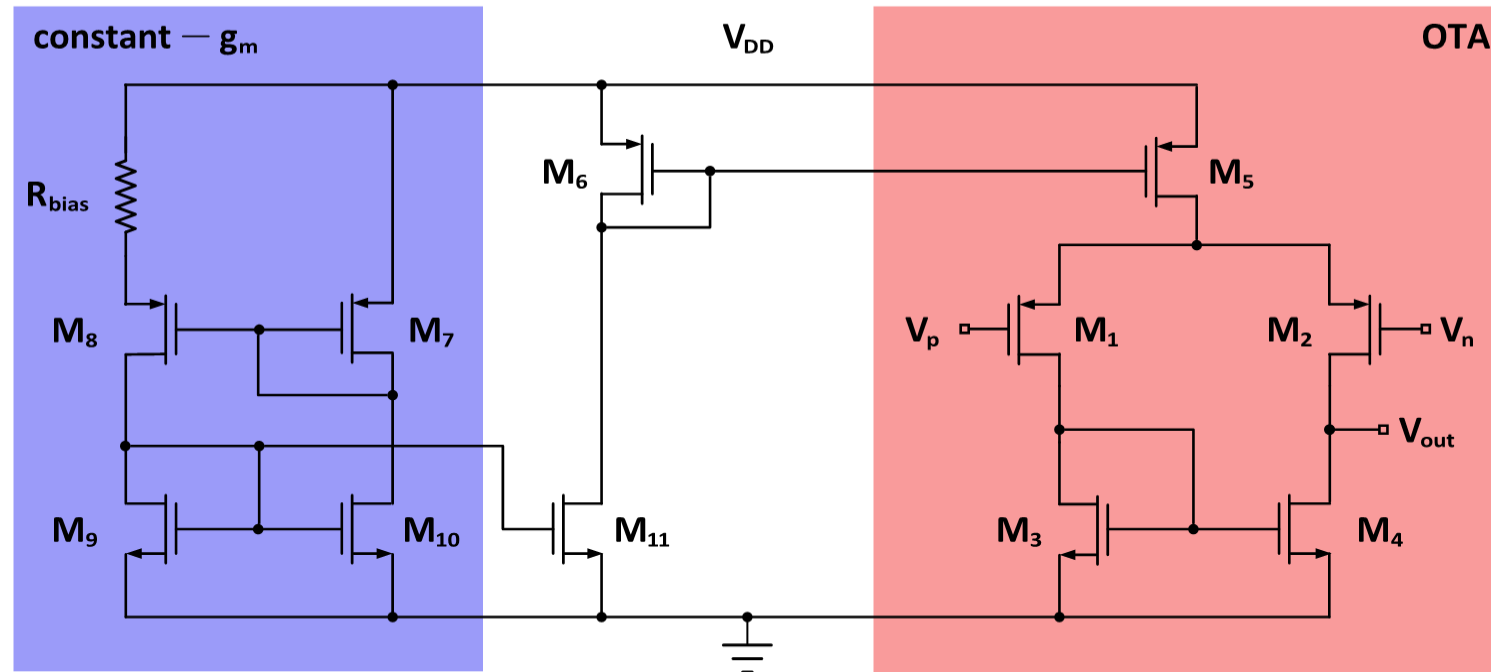 constant − gm
VDD
OTA
M6
M5
Rbias
M8
M7
Vp
M1
M2
Vn
Vout
M9
M10
M11
M3
M4